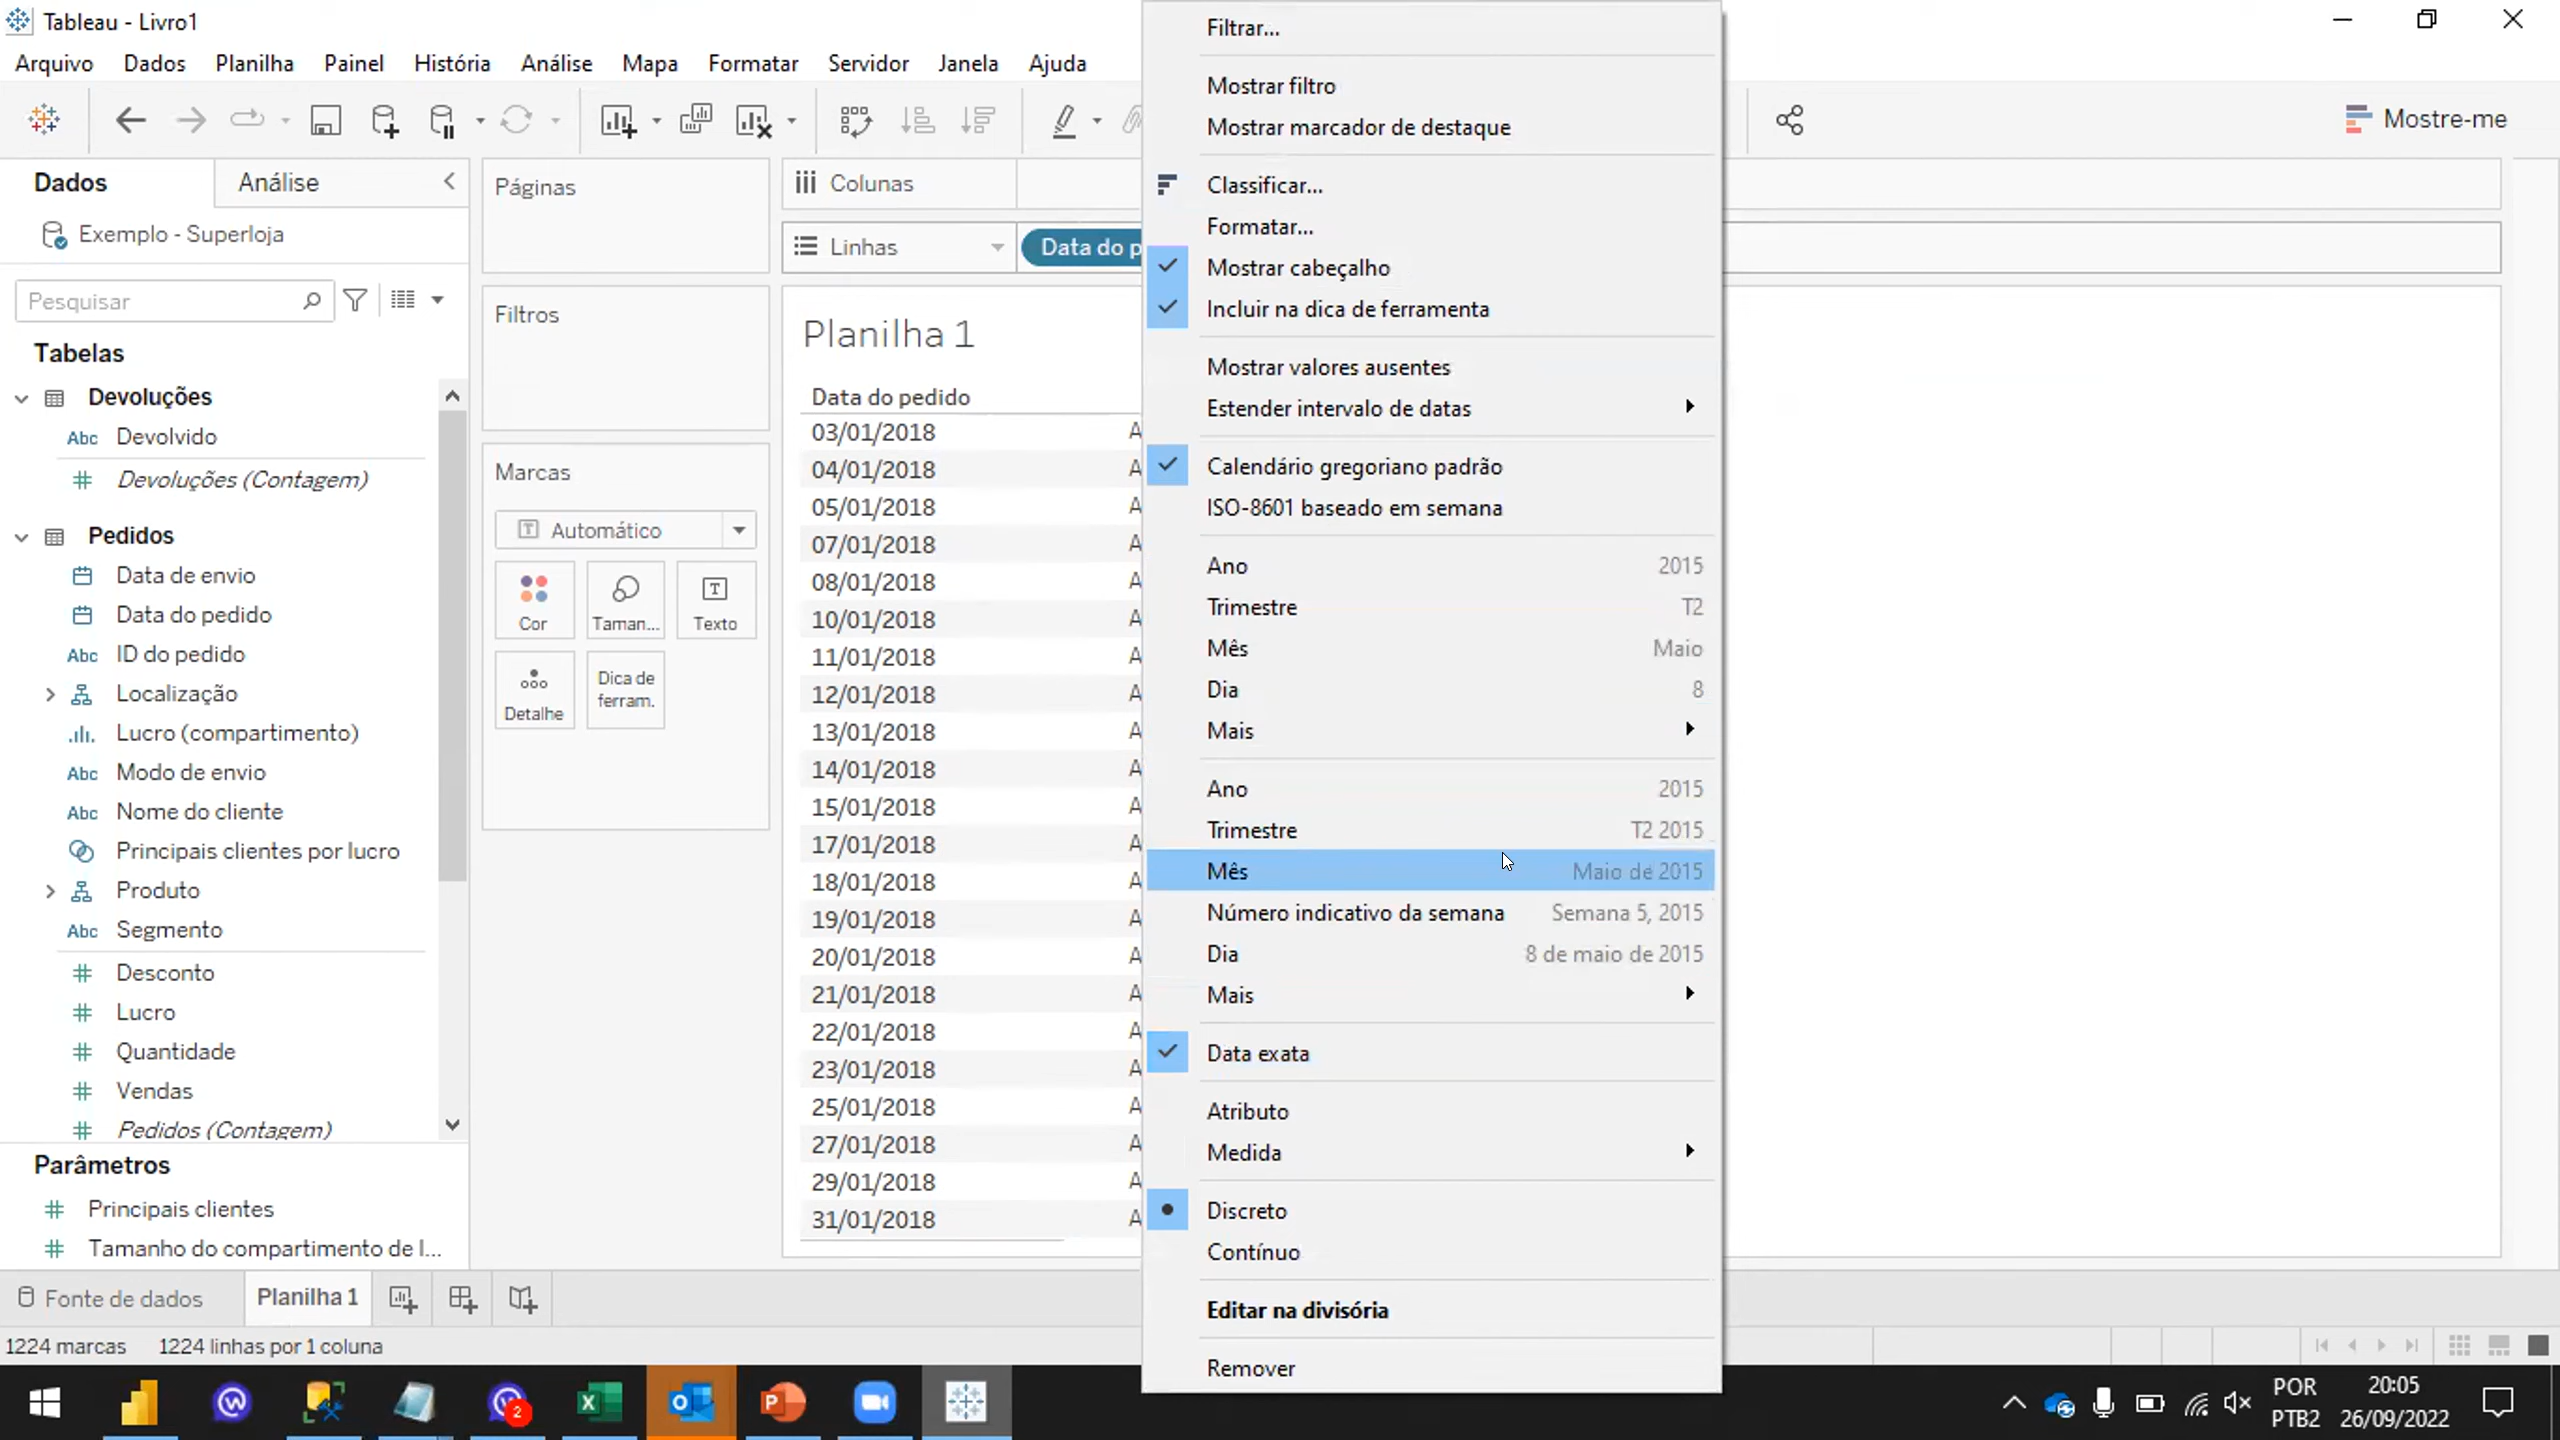 Tableau - Livro1
Arquivo Dados Planilha Painel História Análise Mapa Formatar Servidor Janela Ajuda
Mostre-me
Dados Análise
Exemplo - Superloja
Pesquisar
Tabelas
Devoluções
Abc Devolvido
Devoluções (Contagem)
Pedidos
Data de envio
Data do pedido
Abc ID do pedido
Localização
Lucro (compartimento)
Abc Modo de envio
Abc Nome do cliente
Principais clientes por lucro
Produto
Abc Segmento
Desconto
Lucro
Quantidade
Vendas
Pedidos (Contagem)
Parâmetros
Principais clientes
Tamanho do compartimento de l...
Páginas
Filtros
Marcas
Automático
Cor Taman... Texto
Detalhe Dica de
ferram.
Colunas
Linhas Data do p
Planilha 1
Data do pedido
03/01/2018 A
04/01/2018 A
05/01/2018 A
07/01/2018 A
08/01/2018 A
10/01/2018 A
11/01/2018 A
12/01/2018 A
13/01/2018 A
14/01/2018 A
15/01/2018 A
17/01/2018 A
18/01/2018 A
19/01/2018 A
20/01/2018 A
21/01/2018 A
22/01/2018 A
23/01/2018 A
25/01/2018 A
27/01/2018 A
29/01/2018 A
31/01/2018 A
Filtrar...
Mostrar filtro
Mostrar marcador de destaque
Classificar...
Formatar...
Mostrar cabeçalho
Incluir na dica de ferramenta
Mostrar valores ausentes
Estender intervalo de datas
Calendário gregoriano padrão
ISO-8601 baseado em semana
Ano 2015
Trimestre T2
Mês Maio
Dia 8
Mais
Ano 2015
Trimestre T2 2015
Mês Maio de 2015
Número indicativo da semana Semana 5, 2015
Dia 8 de maio de 2015
Mais
Data exata
Atributo
Medida
Discreto
Contínuo
Editar na divisória
Remover
Fonte de dados Planilha 1
1224 marcas 1224 linhas por 1 coluna
2
POR
PTB2
20:05
26/09/2022